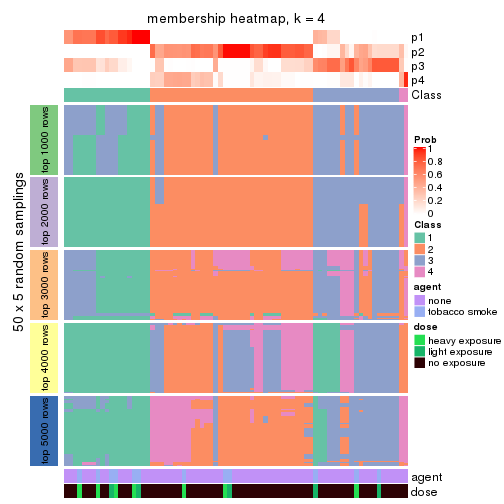 membership heatmap, k = 4
p1
p2
p3
p4
Class
50 x 5 random samplings
top 1000 rows
top 2000 rows
top 3000 rows
top 4000 rows
top 5000 rows
Prob
1
0.8
0.6
0.4
0.2
0
Class
1
2
3
4
agent
none
tobacco smoke
dose
heavy exposure
light exposure
no exposure
agent
dose